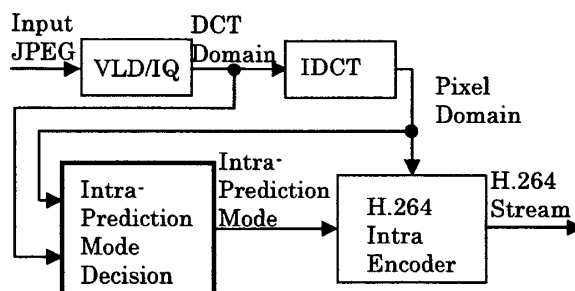 Input
JPEG
VLD/IQ
DCT
Domain
IDCT
Pixel
Domain
Intra-
Prediction
Mode
Decision
Intra-
Prediction
Mode
H.264
Intra
Encoder
H.264
Stream